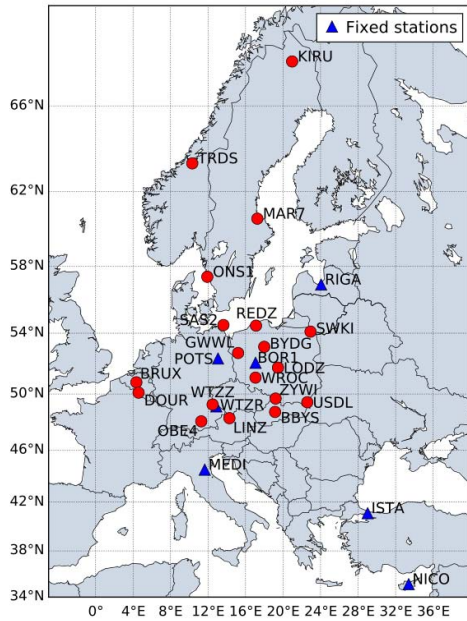 Fixed stations
KIRU
66°N
TRDS
62°N
MAR7
58°N
ONS1
RIGA
SAS2
REDZ
54°N
SWKI
GWWL
BYDG
POTS
BOR1
LODZ
BRUX
WROC
50°N
DOUR
WTZZ
ZYWI
WTZR
USDL
OBE4
LINZ
BBYS
46°N
MEDI
42°N
ISTA
38°N
NICO
34°N
0° 4°E 8°E 12°E 16°E 20°E 24°E 28°E 32°E 36°E